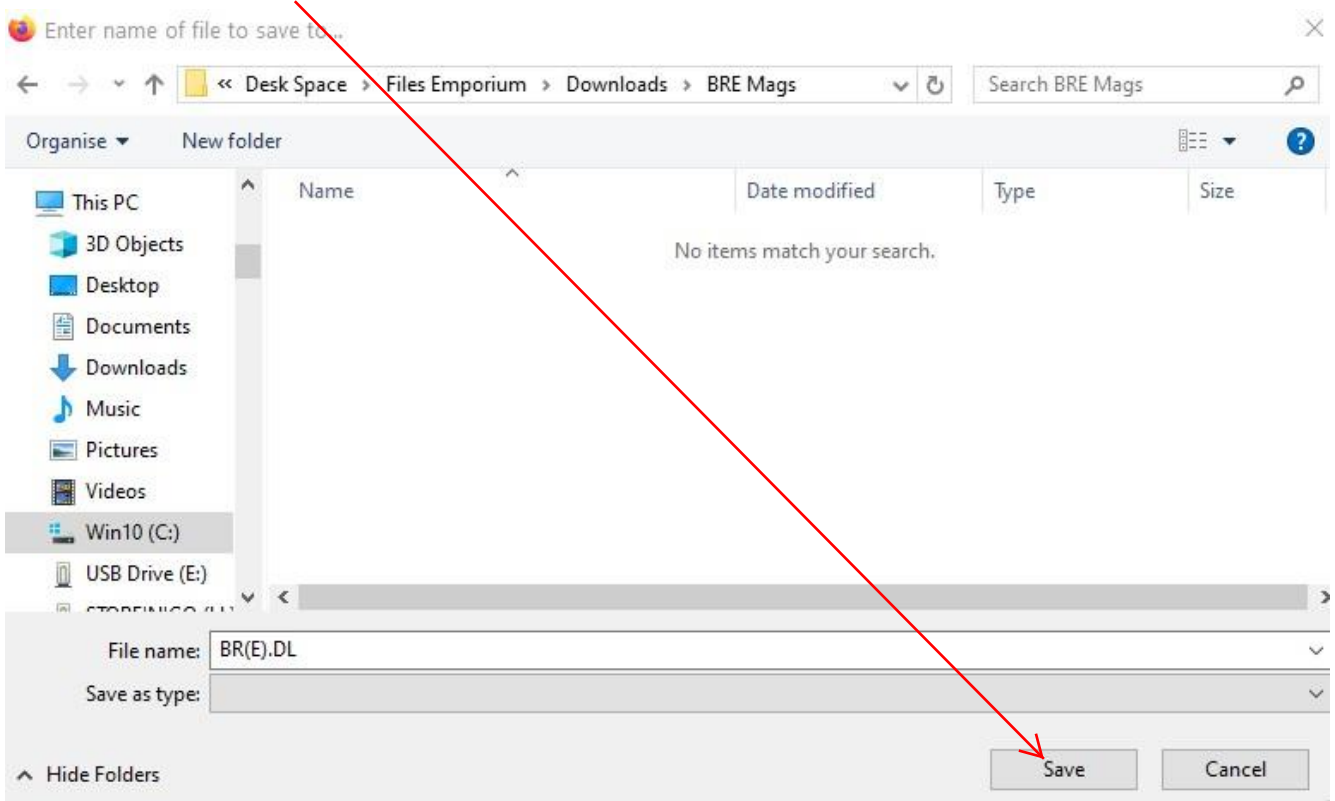 Enter name of file to save to...
« Desk Space > Files Emporium > Downloads > BRE Mags
Search BRE Mags
Organise
New folder
?
Name
Date modified
Type
Size
No items match your search.
This PC
3D Objects
Desktop
Documents
Downloads
Music
Pictures
Videos
Win10 (C:)
USB Drive (E:)
File name: BR(E).DL
Save as type:
Hide Folders
Save
Cancel